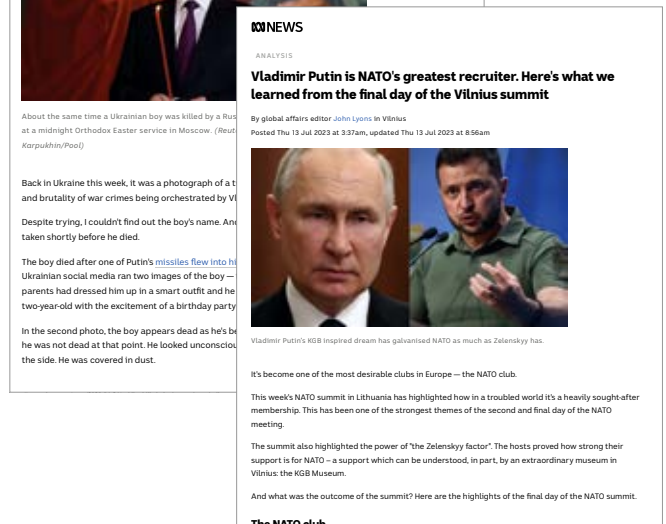 About the same time a Ukrainian boy was killed by a Rus
at a midnight Orthodox Easter service in Moscow. (Reut
Karpukhin/Pool)
Back in Ukraine this week, it was a photograph of a t
and brutality of war crimes being orchestrated by Vl
Despite trying, I couldn't find out the boy's name. And
taken shortly before he died.
The boy died after one of Putin's missiles flew into hi
Ukrainian social media ran two images of the boy —
parents had dressed him up in a smart outfit and he
two-year-old with the excitement of a birthday party
In the second photo, the boy appears dead as he's be
he was not dead at that point. He looked unconsciou
the side. He was covered in dust.
NEWS
ANALYSIS
Vladimir Putin is NATO's greatest recruiter. Here's what we
learned from the final day of the Vilnius summit
By global affairs editor John Lyons in Vilnius
Posted Thu 13 Jul 2023 at 3:37am, updated Thu 13 Jul 2023 at 8:56am
Vladimir Putin's KGB inspired dream has galvanised NATO as much as Zelenskyy has.
It's become one of the most desirable clubs in Europe — the NATO club.
This week's NATO summit in Lithuania has highlighted how in a troubled world it's a heavily sought-after
membership. This has been one of the strongest themes of the second and final day of the NATO
meeting.
The summit also highlighted the power of "the Zelenskyy factor". The hosts proved how strong their
support is for NATO – a support which can be understood, in part, by an extraordinary museum in
Vilnius: the KGB Museum.
And what was the outcome of the summit? Here are the highlights of the final day of the NATO summit.
The NATO club